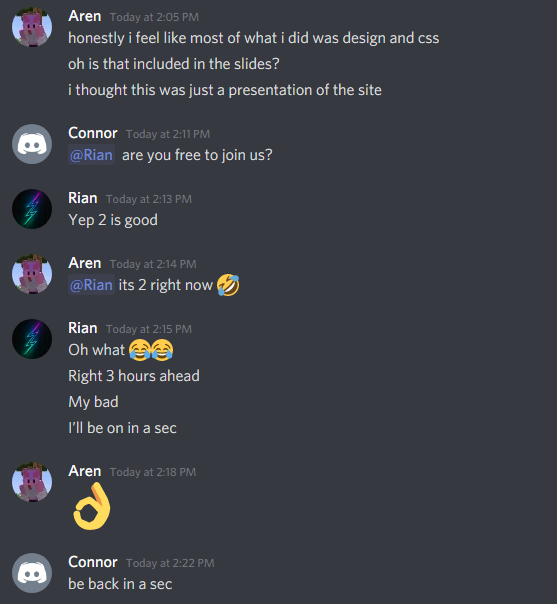 Aren Today at 2:05 PM
honestly i feel like most of what i did was design and css
oh is that included in the slides?
i thought this was just a presentation of the site
Connor Today at 2:11 PM
@Rian are you free to join us?
Rian Today at 2:13 PM
Yep 2 is good
Aren Today at 2:14 PM
@Rian its 2 right now 🤣
Rian Today at 2:15 PM
Oh what 😂😂
Right 3 hours ahead
My bad
I'll be on in a sec
Aren Today at 2:18 PM
👌
Connor Today at 2:22 PM
be back in a sec